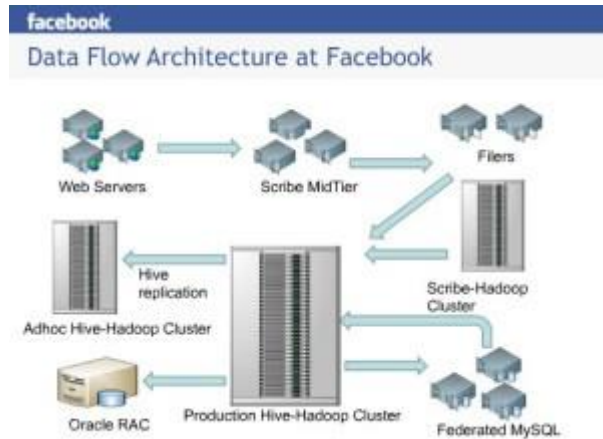 facebook
Data Flow Architecture at Facebook
Web Servers
Scribe MidTier
Filers
Hive
replication
Scribe-Hadoop
Cluster
Adhoc Hive-Hadoop Cluster
Oracle RAC
Production Hive-Hadoop Cluster
Federated MySQL